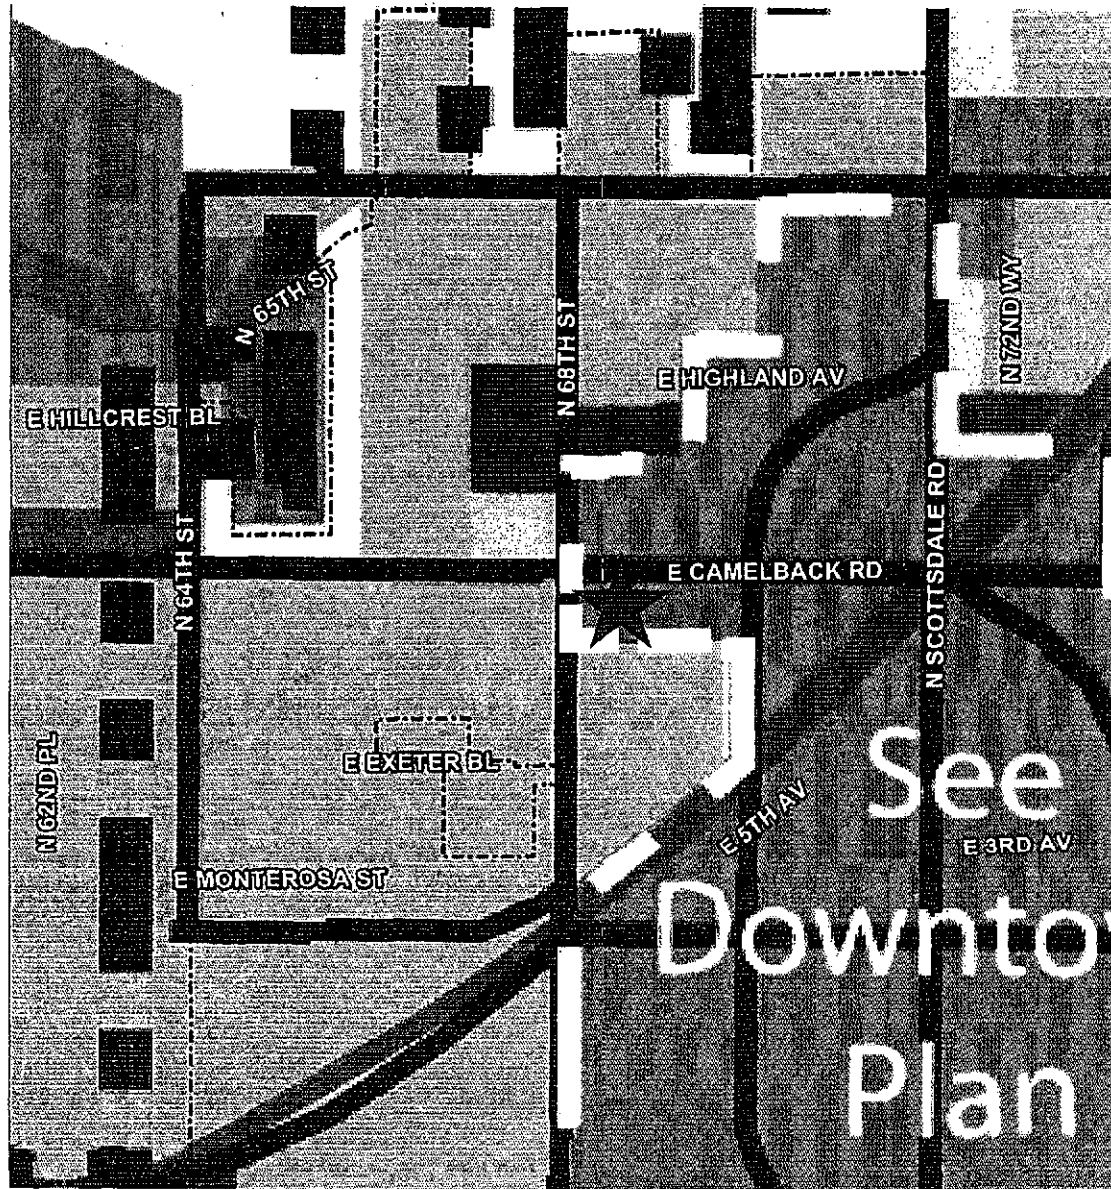 N 65TH ST
N 68TH ST
N 72ND WY
E HIGHLAND AV
E HILLCREST BL
N 64TH ST
N SCOTTSDALE RD
E CAMELBACK RD
N 62ND PL
E EXETER BL
See
E 5TH AV
E 3RD AV
E MONTEROSA ST
Downto
Plan